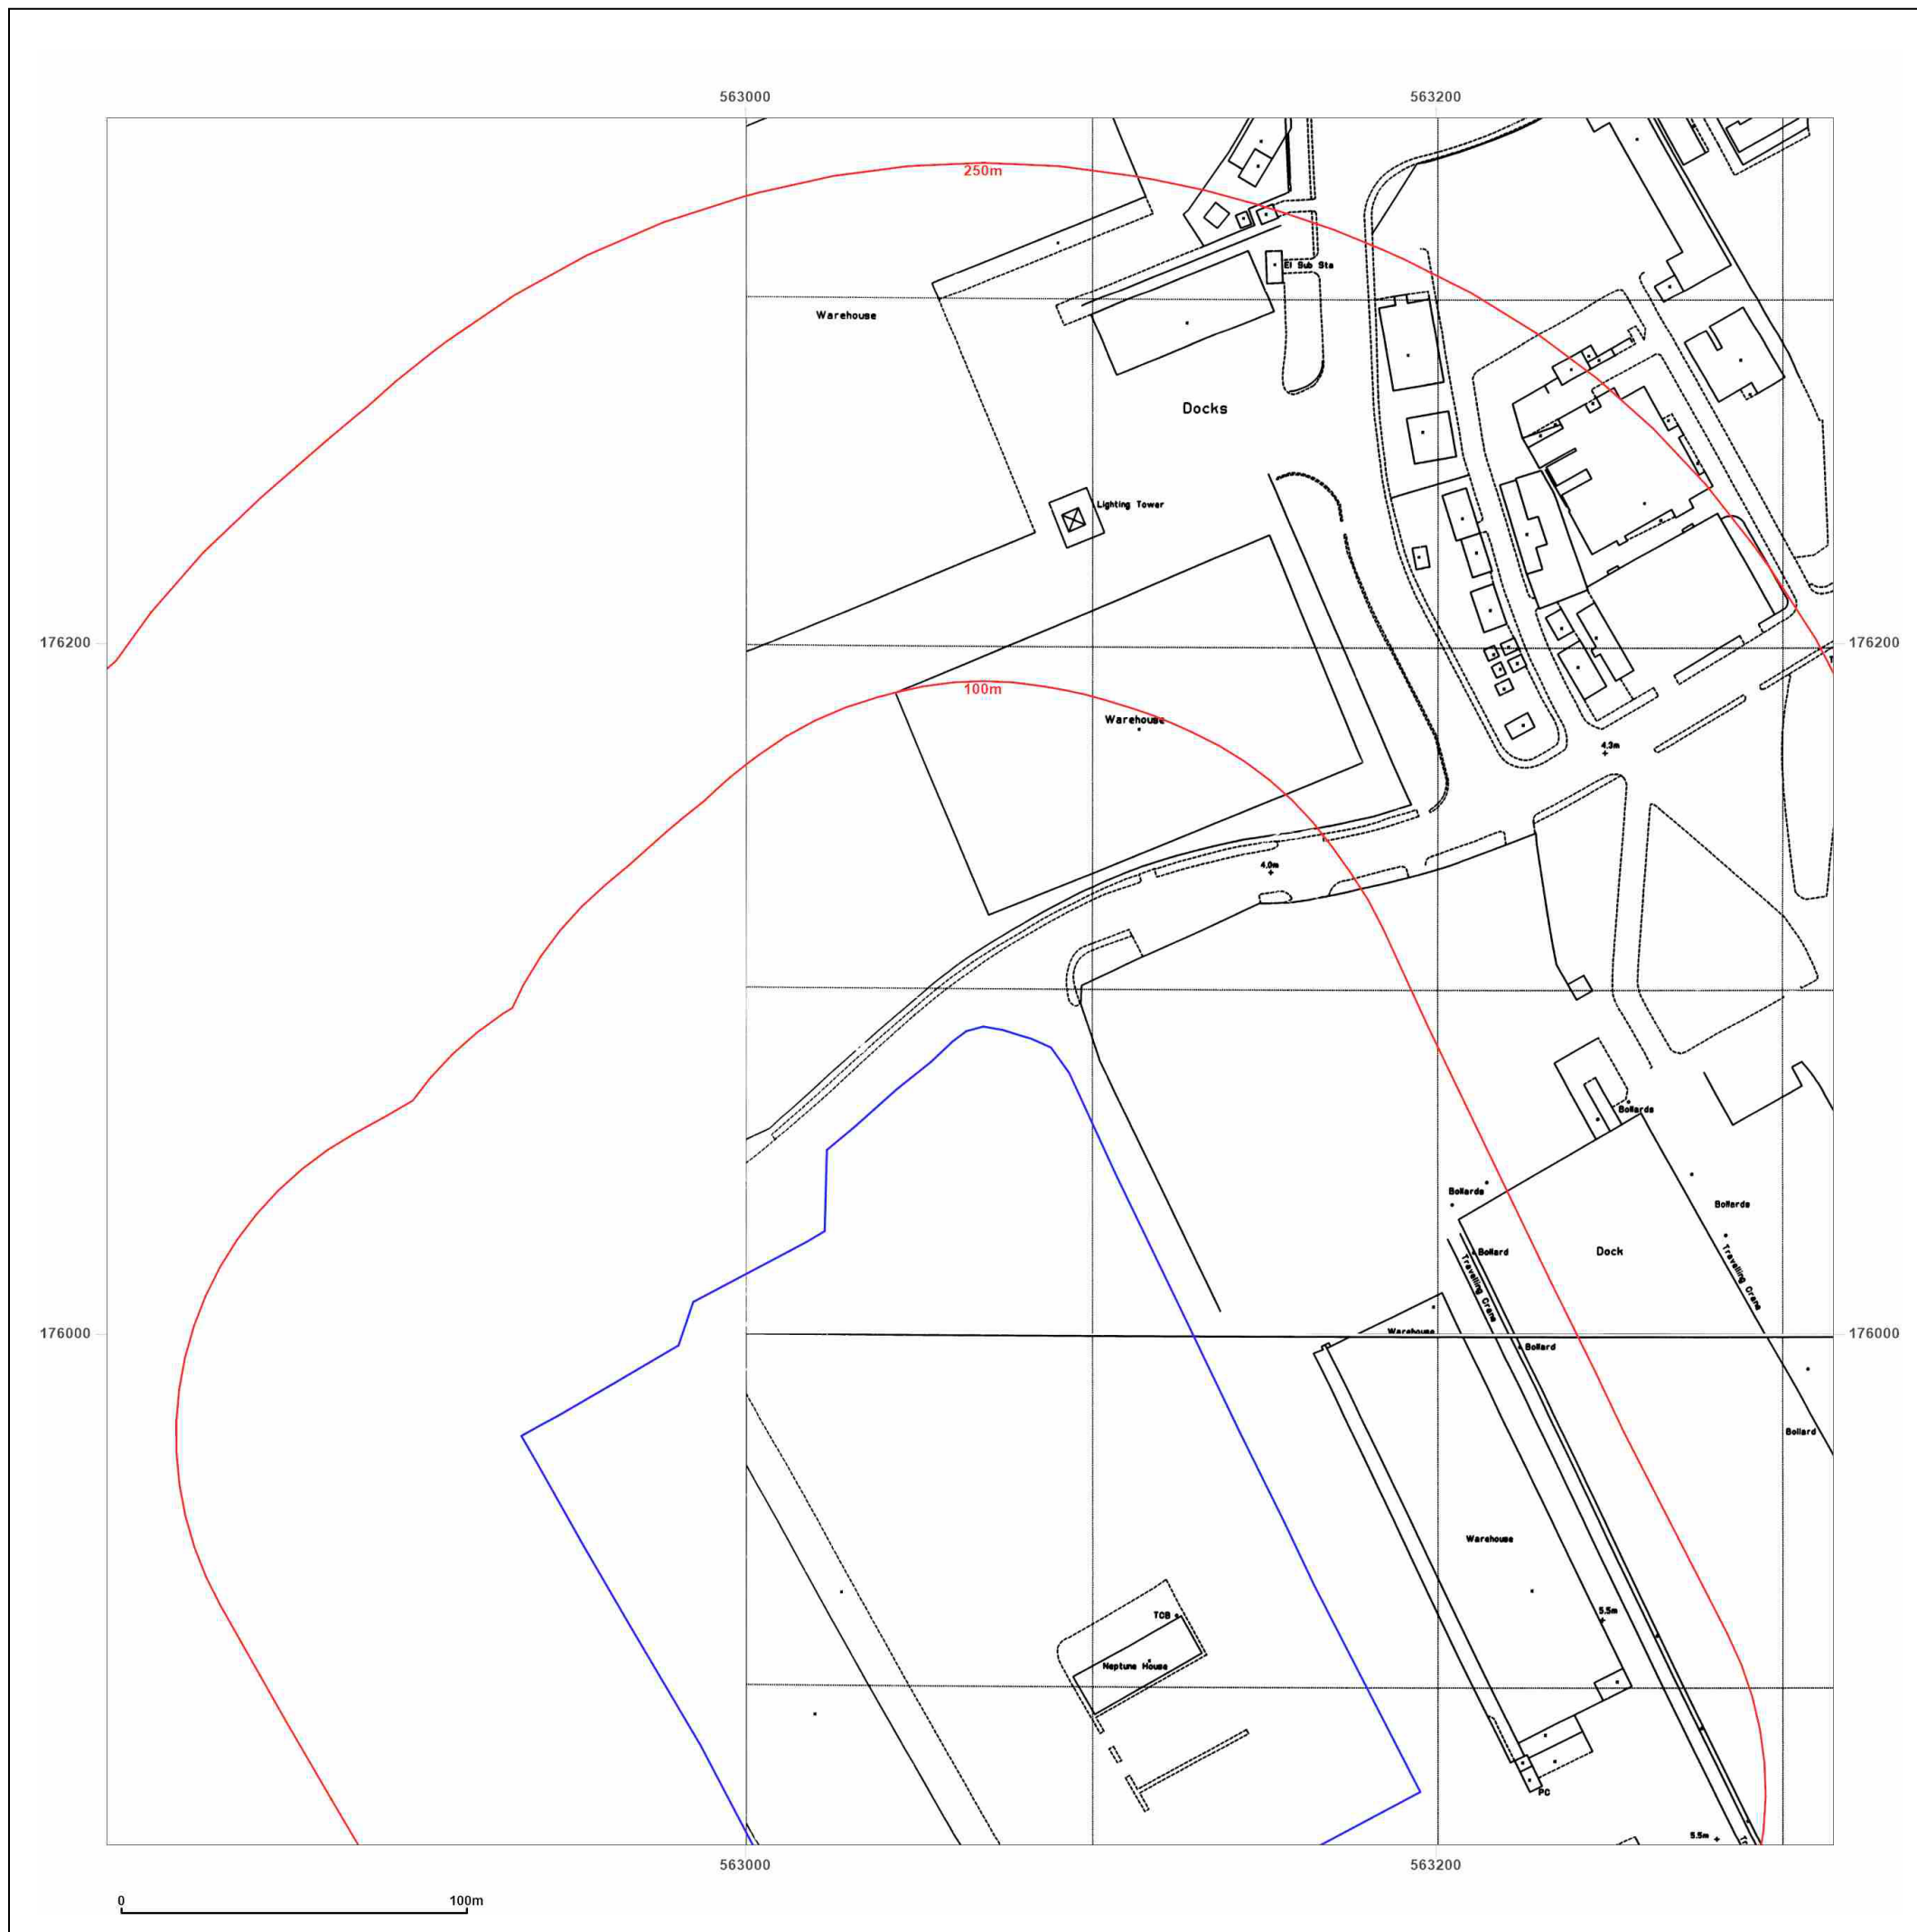 563000
563200
250m
El Sub Sta
Warehouse
Docks
Lighting Tower
176200
176200
100m
Warehouse
4.3m
4.0m
Bollards
Bollards
Bollards
Bollard
Dock
Travelling Crane
Travelling Crane
176000
Warehouse
176000
Bollard
Bollard
Warehouse
5.5m
TCB
Neptune House
PC
5.5m
563000
563200
0
100m